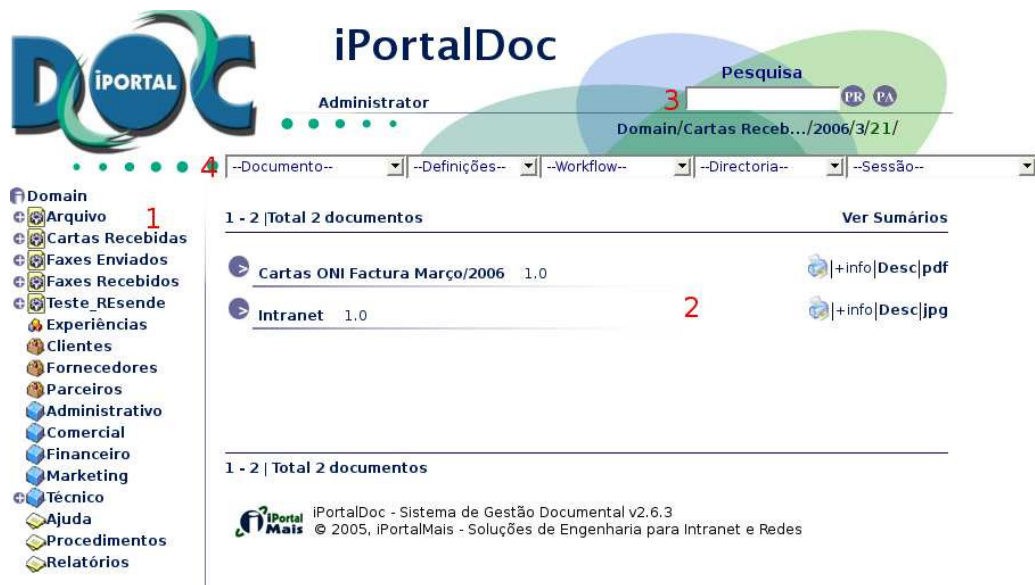 iPortalDoc
DOC
iPORTAL
Pesquisa
Administrator
3
PR PA
Domain/Cartas Receb.../2006/3/21/
4
--Documento-- --Definições-- --Workflow-- --Directoria-- --Sessão--
Domain
Arquivo
1
Cartas Recebidas
Faxes Enviados
Faxes Recebidos
Teste_REsende
Experiências
Clientes
Fornecedores
Parceiros
Administrativo
Comercial
Financeiro
Marketing
Técnico
Ajuda
Procedimentos
Relatórios
1 - 2 |Total 2 documentos Ver Sumários
Cartas ONI Factura Março/2006 1.0 |+info|Desc|pdf
Intranet 1.0 |+info|Desc|jpg
2
1 - 2 | Total 2 documentos
iPortal Mais
iPortalDoc - Sistema de Gestão Documental v2.6.3
© 2005, iPortalMais - Soluções de Engenharia para Intranet e Redes